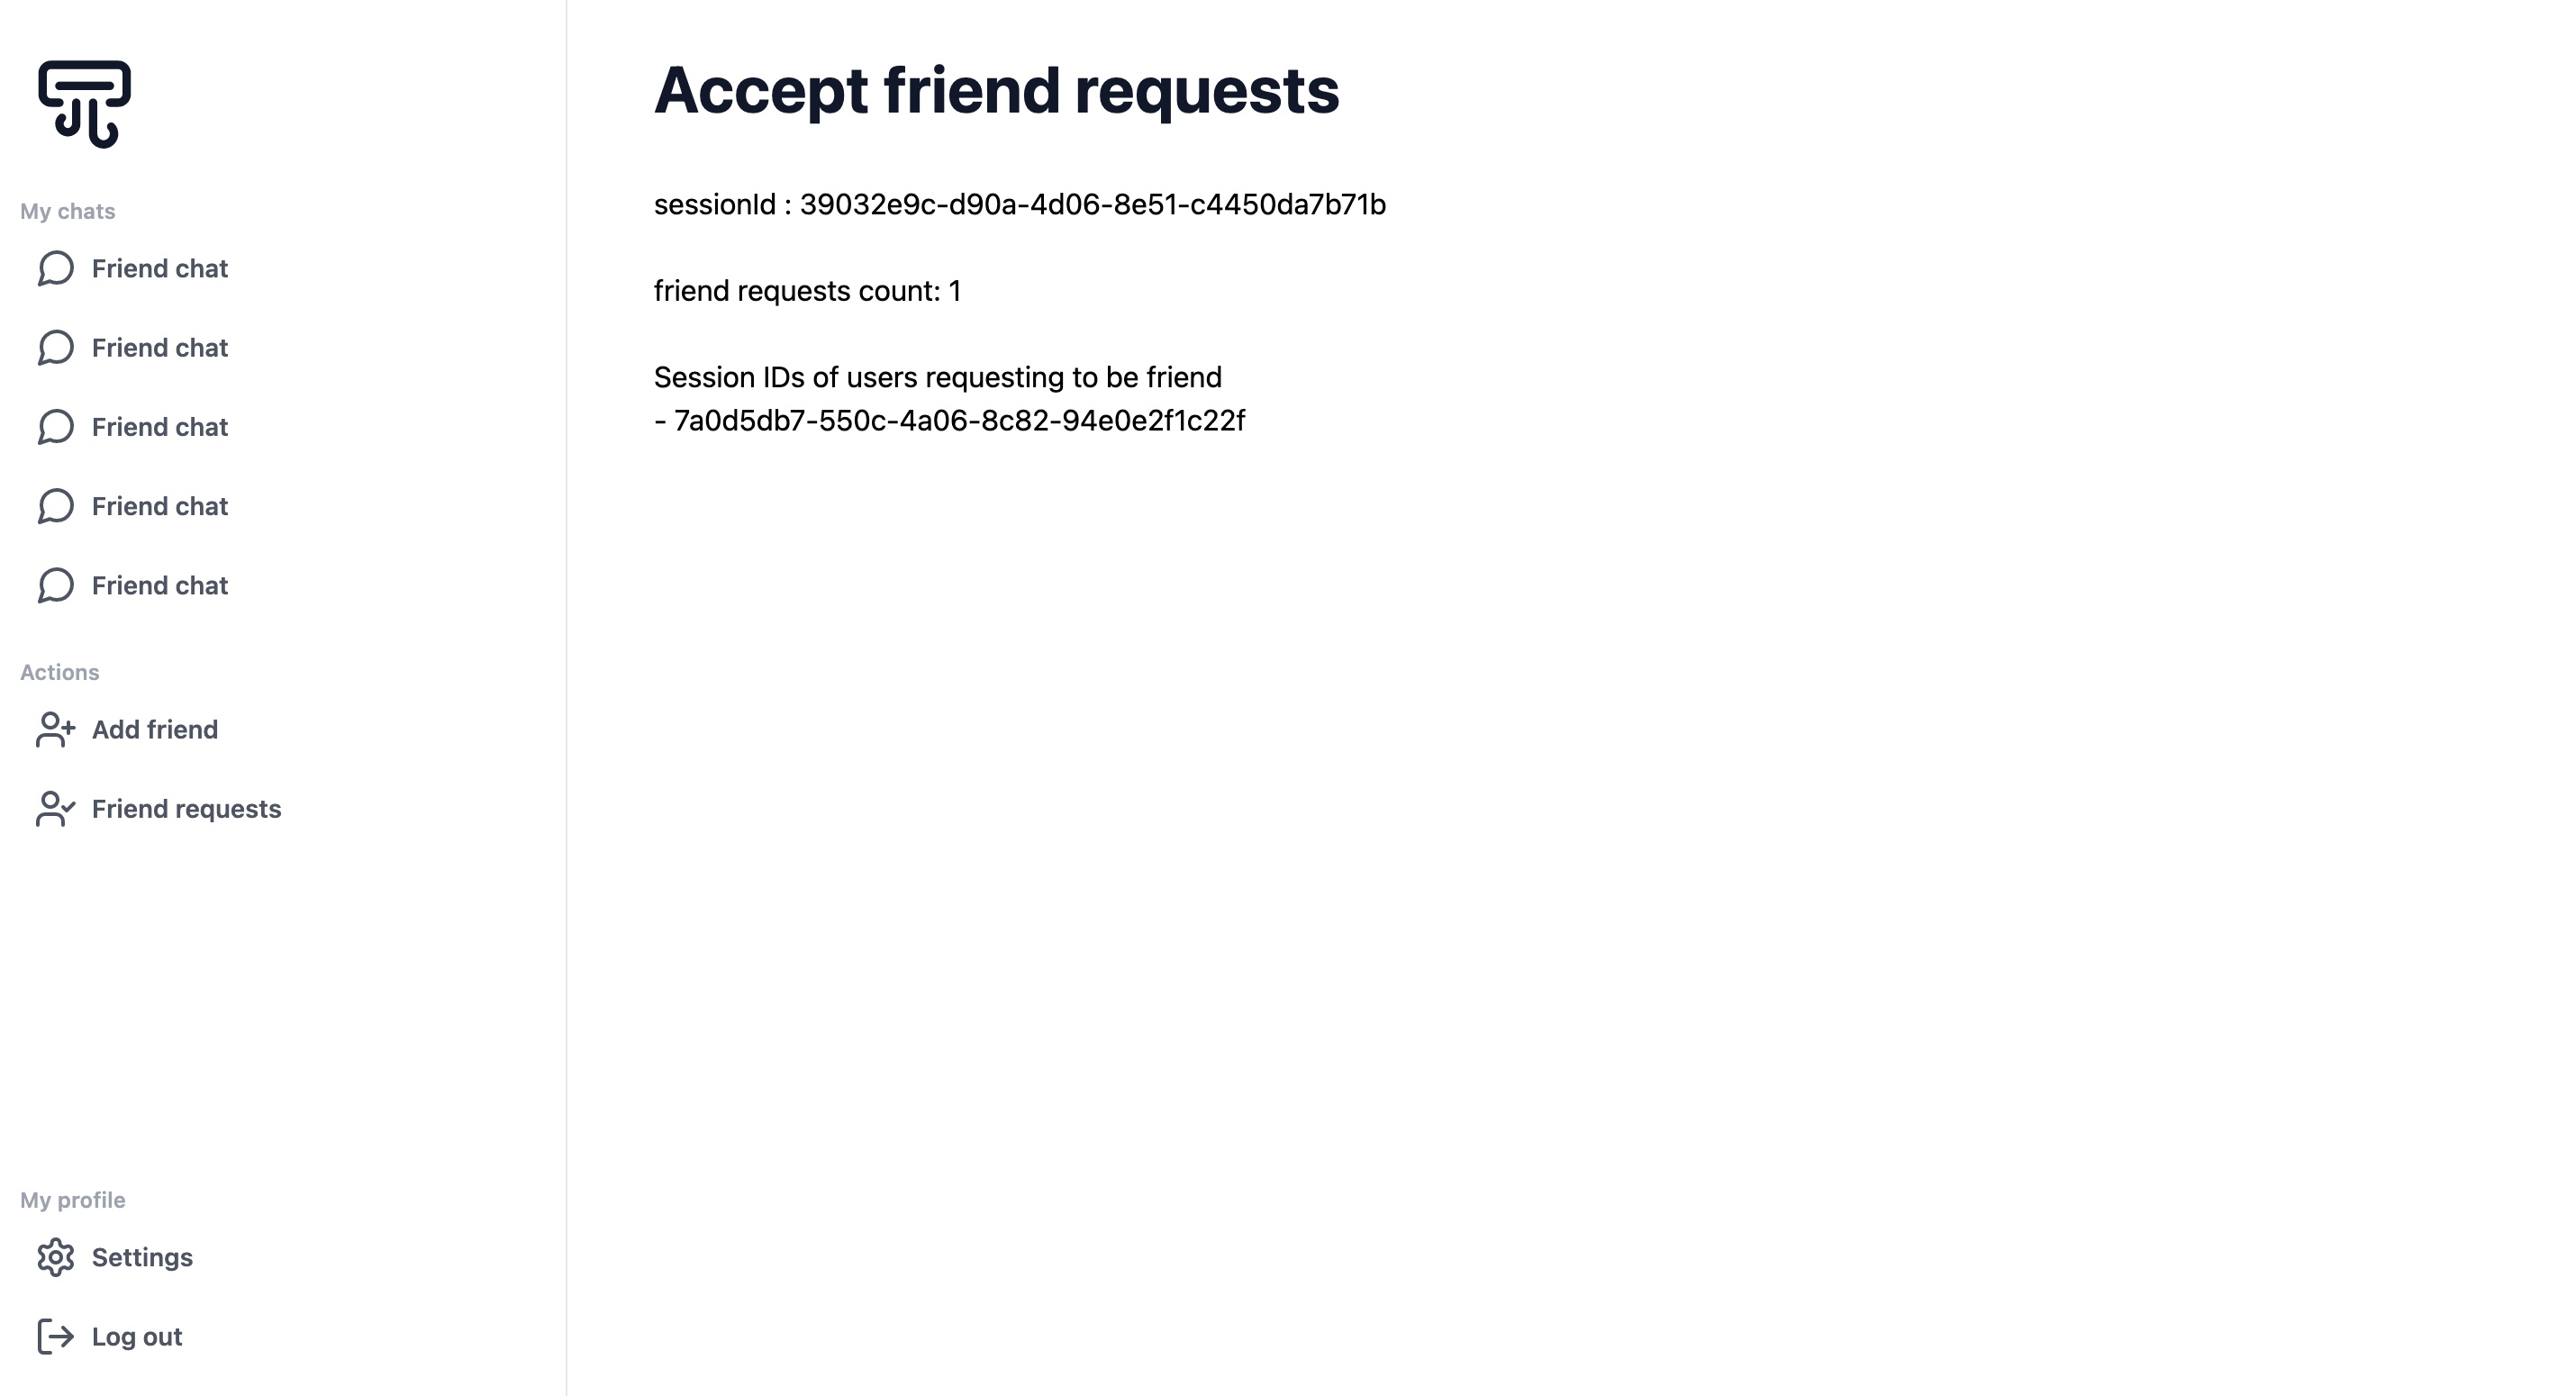 My chats
Friend chat
Friend chat
Friend chat
Friend chat
Friend chat
Actions
Add friend
Friend requests
My profile
Settings
Log out
Accept friend requests
sessionId : 39032e9c-d90a-4d06-8e51-c4450da7b71b
friend requests count: 1
Session IDs of users requesting to be friend
- 7a0d5db7-550c-4a06-8c82-94e0e2f1c22f